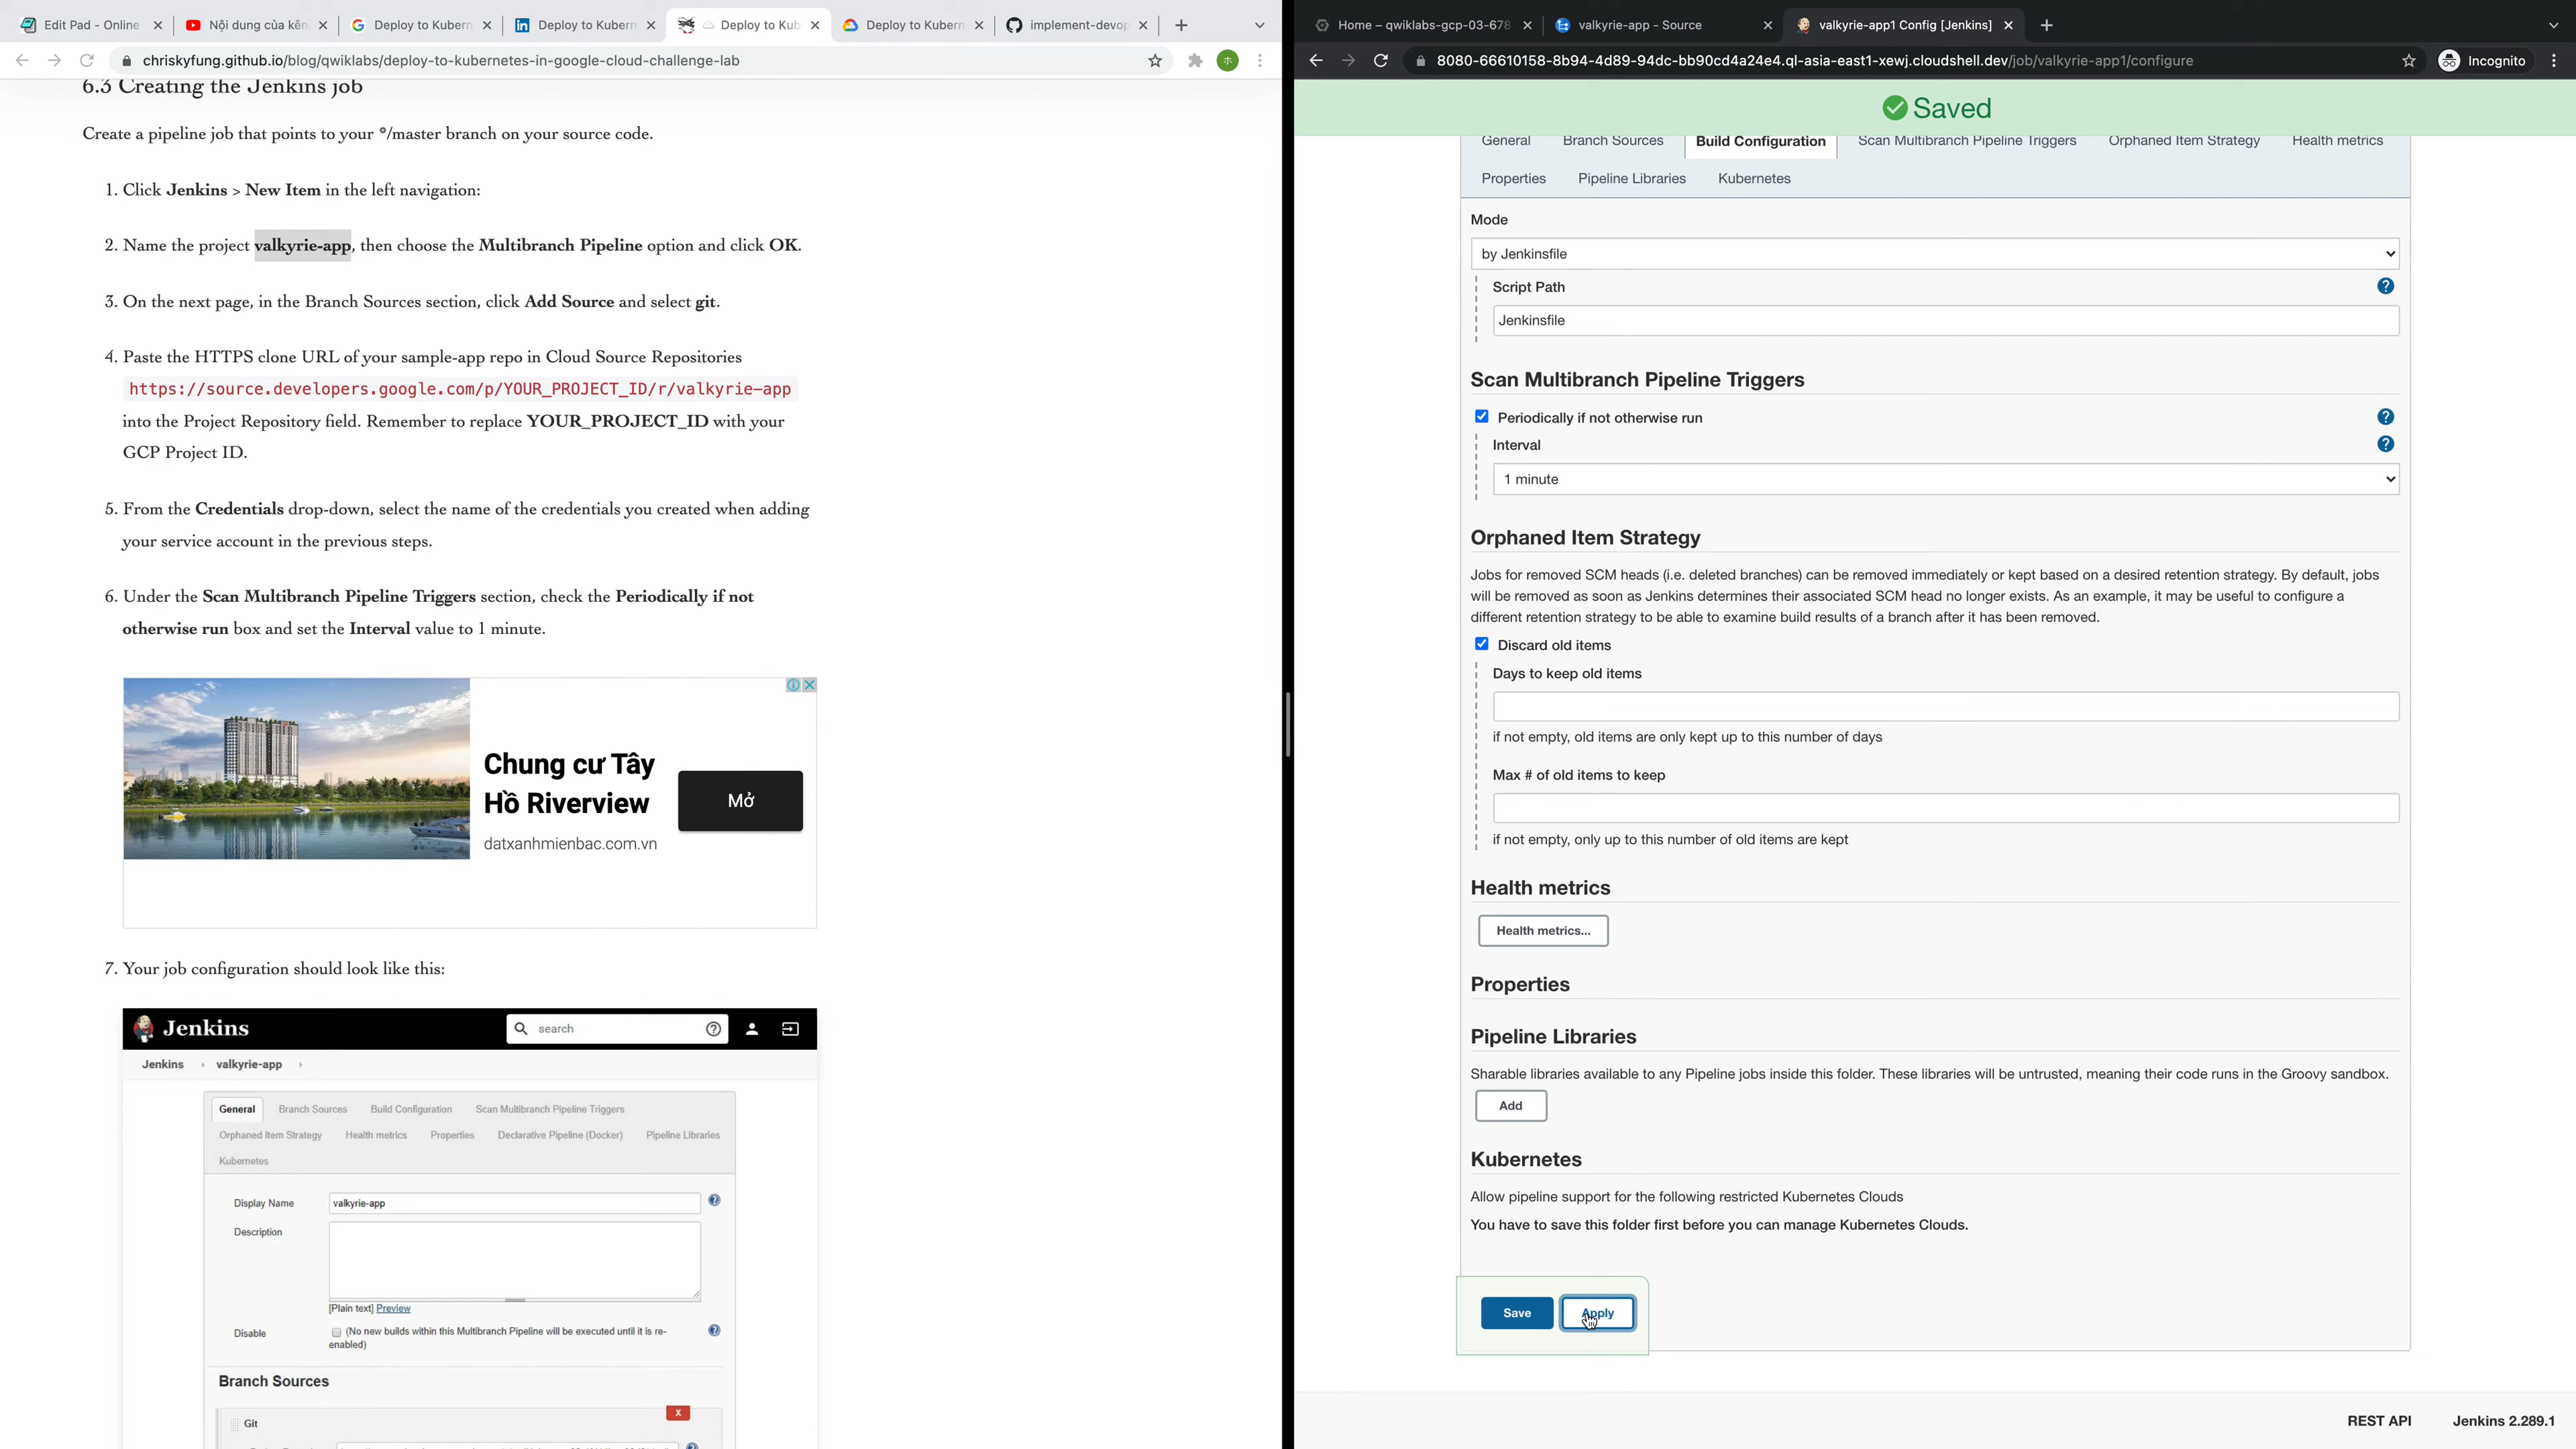 Edit Pad - Online
Nội dung của kên
Deploy to Kubern
Deploy to Kubern
Deploy to Kub
Deploy to Kubern
implement-devop
chriskyfung.github.io/blog/qwiklabs/deploy-to-kubernetes-in-google-cloud-challenge-lab
6.3 Creating the Jenkins job
Create a pipeline job that points to your */master branch on your source code.
1. Click Jenkins > New Item in the left navigation:
2. Name the project valkyrie-app, then choose the Multibranch Pipeline option and click OK.
3. On the next page, in the Branch Sources section, click Add Source and select git.
4. Paste the HTTPS clone URL of your sample-app repo in Cloud Source Repositories
https://source.developers.google.com/p/YOUR_PROJECT_ID/r/valkyrie-app
into the Project Repository field. Remember to replace YOUR_PROJECT_ID with your
GCP Project ID.
5. From the Credentials drop-down, select the name of the credentials you created when adding
your service account in the previous steps.
6. Under the Scan Multibranch Pipeline Triggers section, check the Periodically if not
otherwise run box and set the Interval value to 1 minute.
Chung cư Tây
Hồ Riverview
datxanhmienbac.com.vn
Mở
7. Your job configuration should look like this:
Jenkins
search
Jenkins › valkyrie-app ›
General Branch Sources Build Configuration Scan Multibranch Pipeline Triggers
Orphaned Item Strategy Health metrics Properties Declarative Pipeline (Docker) Pipeline Libraries
Kubernetes
Display Name valkyrie-app
Description
[Plain text] Preview
Disable (No new builds within this Multibranch Pipeline will be executed until it is re-
enabled)
Branch Sources
X
Git
Home – qwiklabs-gcp-03-678
valkyrie-app - Source
valkyrie-app1 Config [Jenkins]
8080-66610158-8b94-4d89-94dc-bb90cd4a24e4.ql-asia-east1-xewj.cloudshell.dev/job/valkyrie-app1/configure
Incognito
Saved
General Branch Sources Build Configuration Scan Multibranch Pipeline Triggers Orphaned Item Strategy Health metrics
Properties Pipeline Libraries Kubernetes
Mode
by Jenkinsfile
Script Path
Jenkinsfile
Scan Multibranch Pipeline Triggers
Periodically if not otherwise run
Interval
1 minute
Orphaned Item Strategy
Jobs for removed SCM heads (i.e. deleted branches) can be removed immediately or kept based on a desired retention strategy. By default, jobs
will be removed as soon as Jenkins determines their associated SCM head no longer exists. As an example, it may be useful to configure a
different retention strategy to be able to examine build results of a branch after it has been removed.
Discard old items
Days to keep old items
if not empty, old items are only kept up to this number of days
Max # of old items to keep
if not empty, only up to this number of old items are kept
Health metrics
Health metrics...
Properties
Pipeline Libraries
Sharable libraries available to any Pipeline jobs inside this folder. These libraries will be untrusted, meaning their code runs in the Groovy sandbox.
Add
Kubernetes
Allow pipeline support for the following restricted Kubernetes Clouds
You have to save this folder first before you can manage Kubernetes Clouds.
Save
Apply
REST API Jenkins 2.289.1